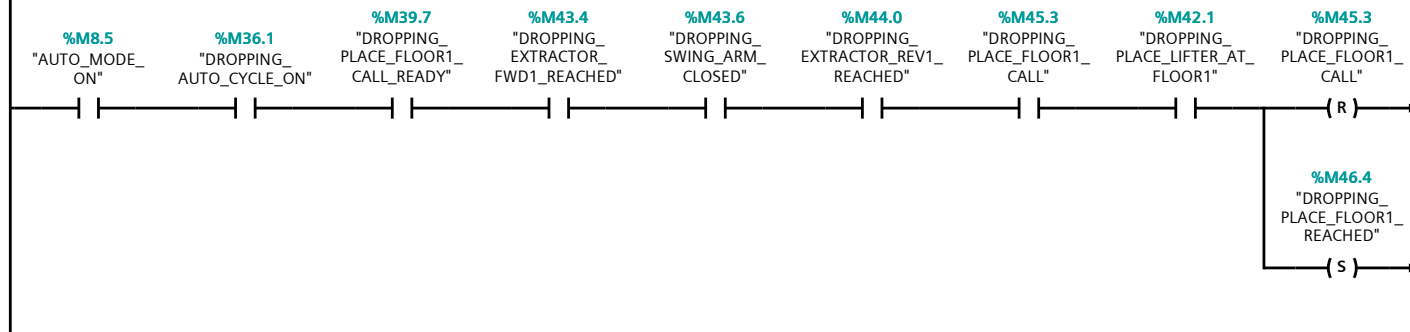 %M8.5
"AUTO_MODE_
ON"
%M36.1
"DROPPING_
AUTO_CYCLE_ON"
%M39.7
"DROPPING_
PLACE_FLOOR1_
CALL_READY"
%M43.4
"DROPPING_
EXTRACTOR_
FWD1_REACHED"
%M43.6
"DROPPING_
SWING_ARM_
CLOSED"
%M44.0
"DROPPING_
EXTRACTOR_REV1_
REACHED"
%M45.3
"DROPPING_
PLACE_FLOOR1_
CALL"
%M42.1
"DROPPING_
PLACE_LIFTER_AT_
FLOOR1"
%M45.3
"DROPPING_
PLACE_FLOOR1_
CALL"
R
%M46.4
"DROPPING_
PLACE_FLOOR1_
REACHED"
S